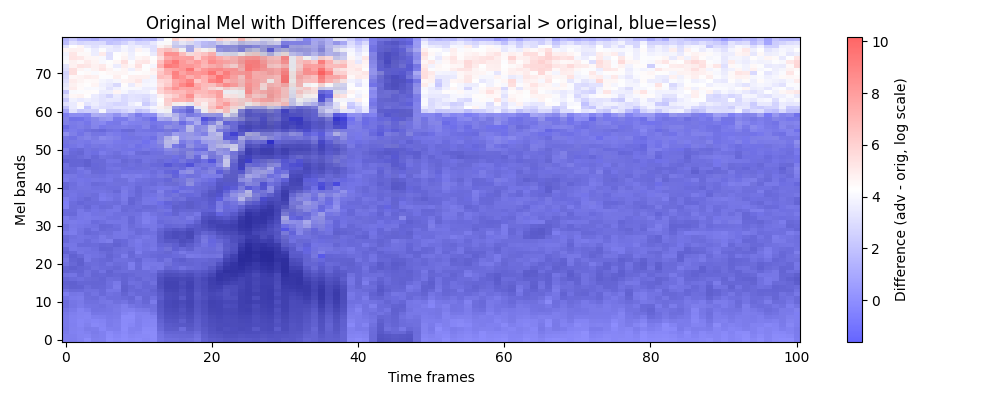 Original Mel with Differences (red=adversarial > original, blue=less)
Mel bands
70
60
50
40
30
20
10
0
0 20 40 60 80 100
Time frames
10
8
6
4
2
0
Difference (adv - orig, log scale)